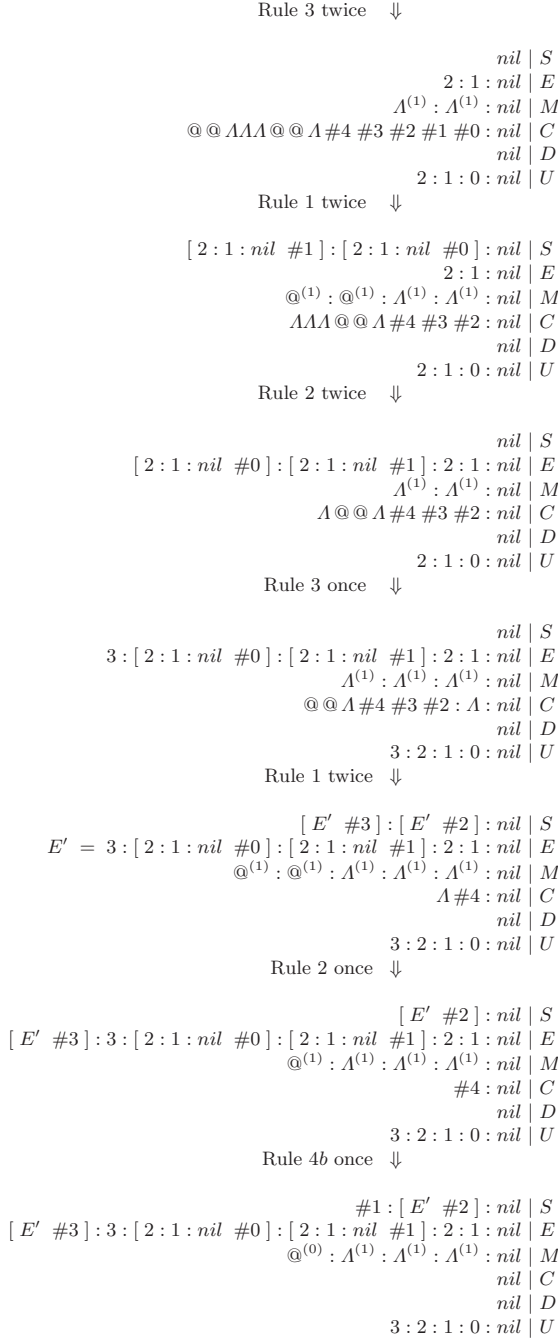 Rule 3 twice ⇓
nil | S
2 : 1 : nil | E
Λ(1) : Λ(1) : nil | M
@ @ ΛΛΛ @ @ Λ #4 #3 #2 #1 #0 : nil | C
nil | D
2 : 1 : 0 : nil | U
Rule 1 twice ⇓
[ 2 : 1 : nil #1 ] : [ 2 : 1 : nil #0 ] : nil | S
2 : 1 : nil | E
@(1) : @(1) : Λ(1) : Λ(1) : nil | M
ΛΛΛ @ @ Λ #4 #3 #2 : nil | C
nil | D
2 : 1 : 0 : nil | U
Rule 2 twice ⇓
nil | S
[ 2 : 1 : nil #0 ] : [ 2 : 1 : nil #1 ] : 2 : 1 : nil | E
Λ(1) : Λ(1) : nil | M
Λ @ @ Λ #4 #3 #2 : nil | C
nil | D
2 : 1 : 0 : nil | U
Rule 3 once ⇓
nil | S
3 : [ 2 : 1 : nil #0 ] : [ 2 : 1 : nil #1 ] : 2 : 1 : nil | E
Λ(1) : Λ(1) : Λ(1) : nil | M
@ @ Λ #4 #3 #2 : Λ : nil | C
nil | D
3 : 2 : 1 : 0 : nil | U
Rule 1 twice ⇓
[ E′ #3 ] : [ E′ #2 ] : nil | S
E′ = 3 : [ 2 : 1 : nil #0 ] : [ 2 : 1 : nil #1 ] : 2 : 1 : nil | E
@(1) : @(1) : Λ(1) : Λ(1) : Λ(1) : nil | M
Λ #4 : nil | C
nil | D
3 : 2 : 1 : 0 : nil | U
Rule 2 once ⇓
[ E′ #2 ] : nil | S
[ E′ #3 ] : 3 : [ 2 : 1 : nil #0 ] : [ 2 : 1 : nil #1 ] : 2 : 1 : nil | E
@(1) : Λ(1) : Λ(1) : Λ(1) : nil | M
#4 : nil | C
nil | D
3 : 2 : 1 : 0 : nil | U
Rule 4b once ⇓
#1 : [ E′ #2 ] : nil | S
[ E′ #3 ] : 3 : [ 2 : 1 : nil #0 ] : [ 2 : 1 : nil #1 ] : 2 : 1 : nil | E
@(0) : Λ(1) : Λ(1) : Λ(1) : nil | M
nil | C
nil | D
3 : 2 : 1 : 0 : nil | U